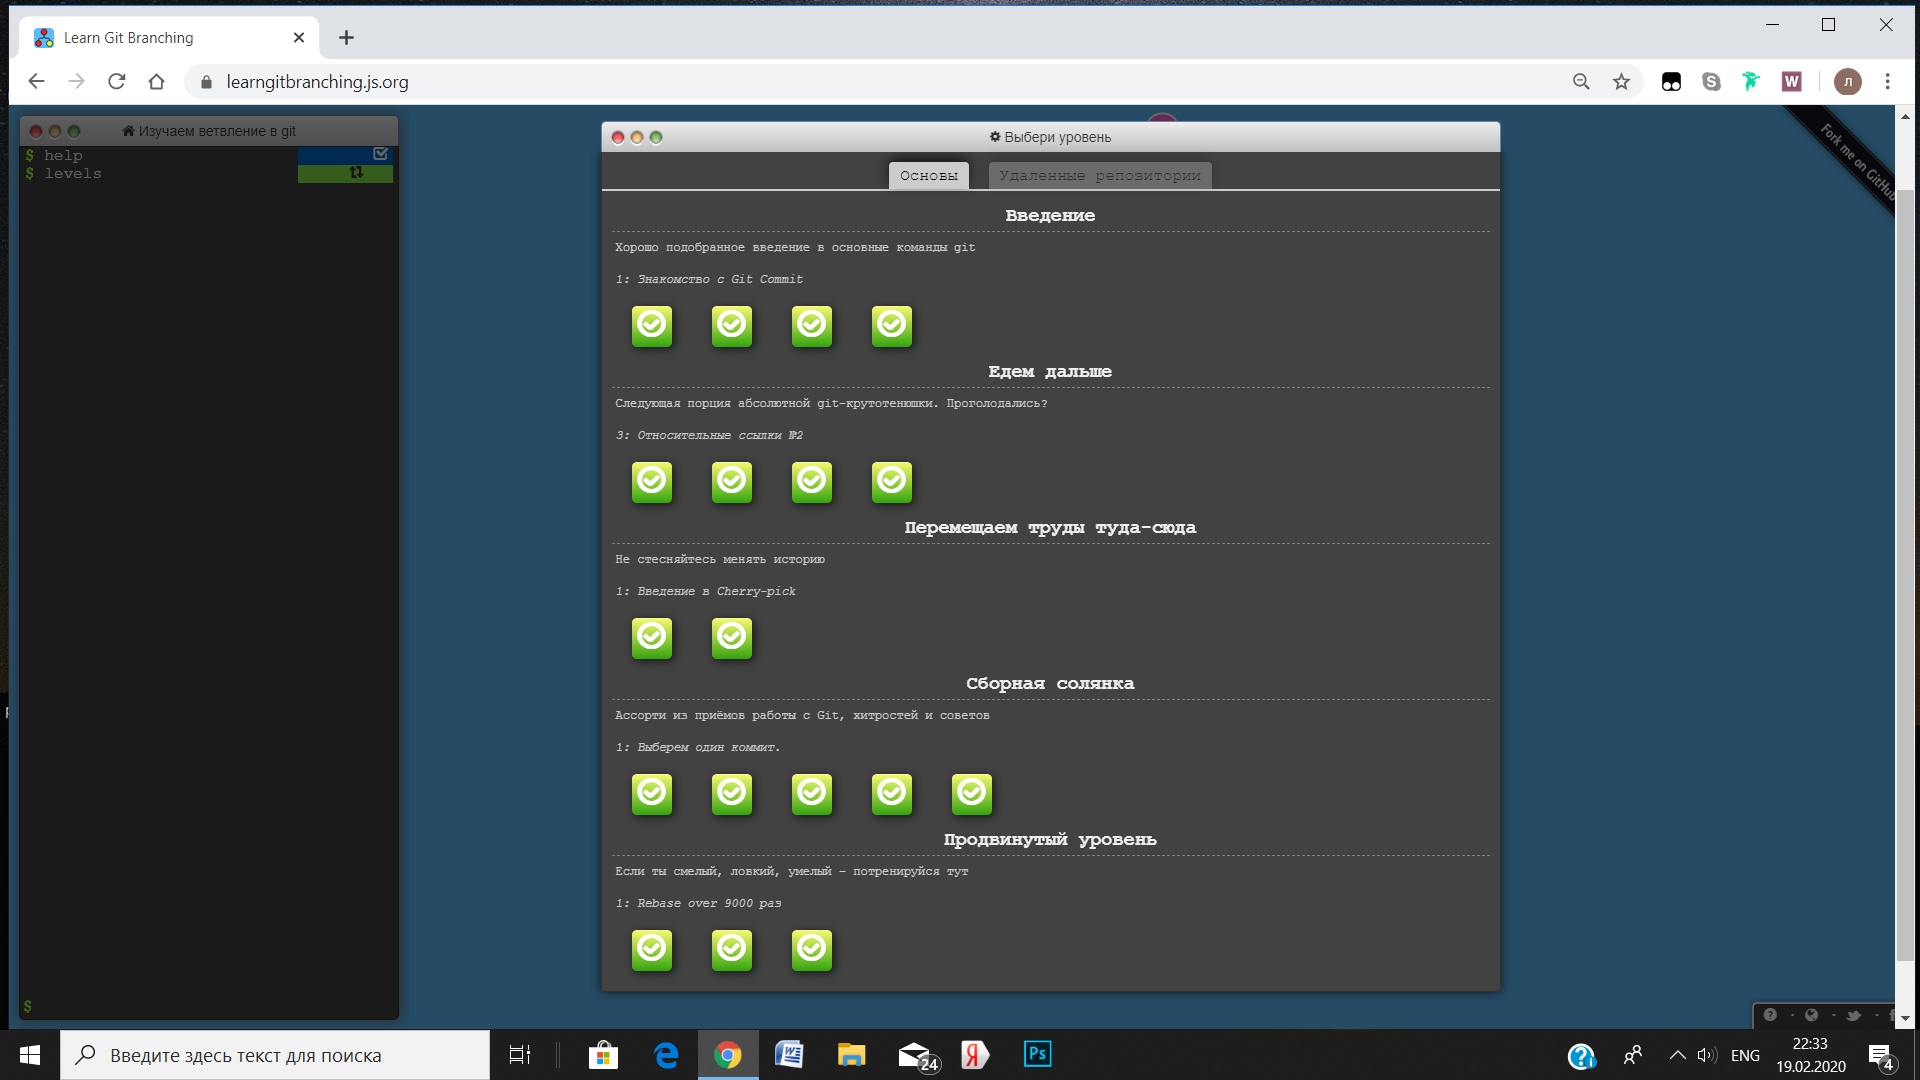 Learn Git Branching
learngitbranching.js.org
W
Л
Изучаем ветвление в git
$ help
$ levels
$
Выбери уровень
Основы
Удаленные репозитории
Введение
Хорошо подобранное введение в основные команды git
1: Знакомство с Git Commit
Едем дальше
Следующая порция абсолютной git-крутотенюшки. Проголодались?
3: Относительные ссылки №2
Перемещаем труды туда-сюда
Не стесняйтесь менять историю
1: Введение в Cherry-pick
Сборная солянка
Ассорти из приёмов работы с Git, хитростей и советов
1: Выберем один коммит.
Продвинутый уровень
Если ты смелый, ловкий, умелый - потренируйся тут
1: Rebase over 9000 раз
Fork me on GitHub
Введите здесь текст для поиска
24
Я
Ps
ENG
22:33
19.02.2020
4